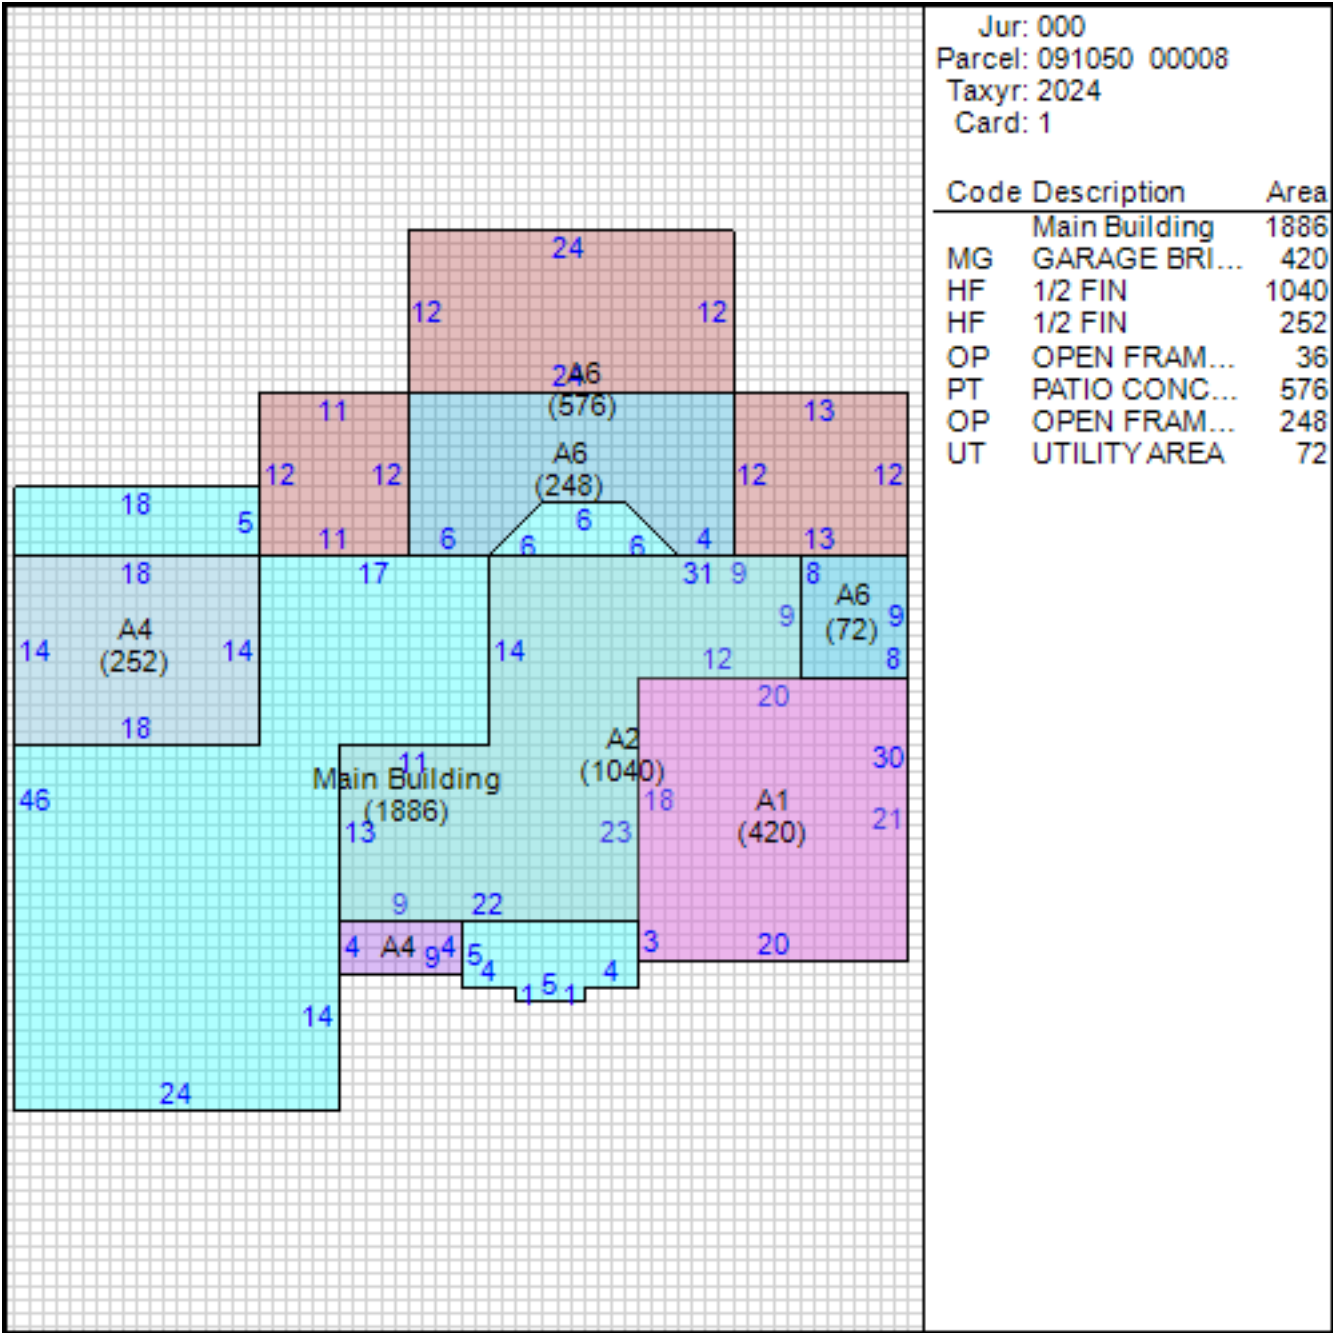 Jur: 000
Parcel: 091050 00008
Taxyr: 2024
Card: 1
Code Description Area
Main Building 1886
MG GARAGE BRI... 420
HF 1/2 FIN 1040
HF 1/2 FIN 252
OP OPEN FRAM... 36
PT PATIO CONC... 576
OP OPEN FRAM... 248
UT UTILITY AREA 72
24
12 12
24 A6
(576)
11 13
A6
(248)
12 12 12 12
18
5
6
11 6 6 6 4 13
18 17 31 9 8
A6
(72)
9 9
A4
(252)
14 14 14
12 8
20
18
A2
(1040)
11
30
Main Building
(1886)
46
18
A1
(420)
21
13 23
9 22
4 A4 9 4 5 3 20
4 4
1 5 1
14
24